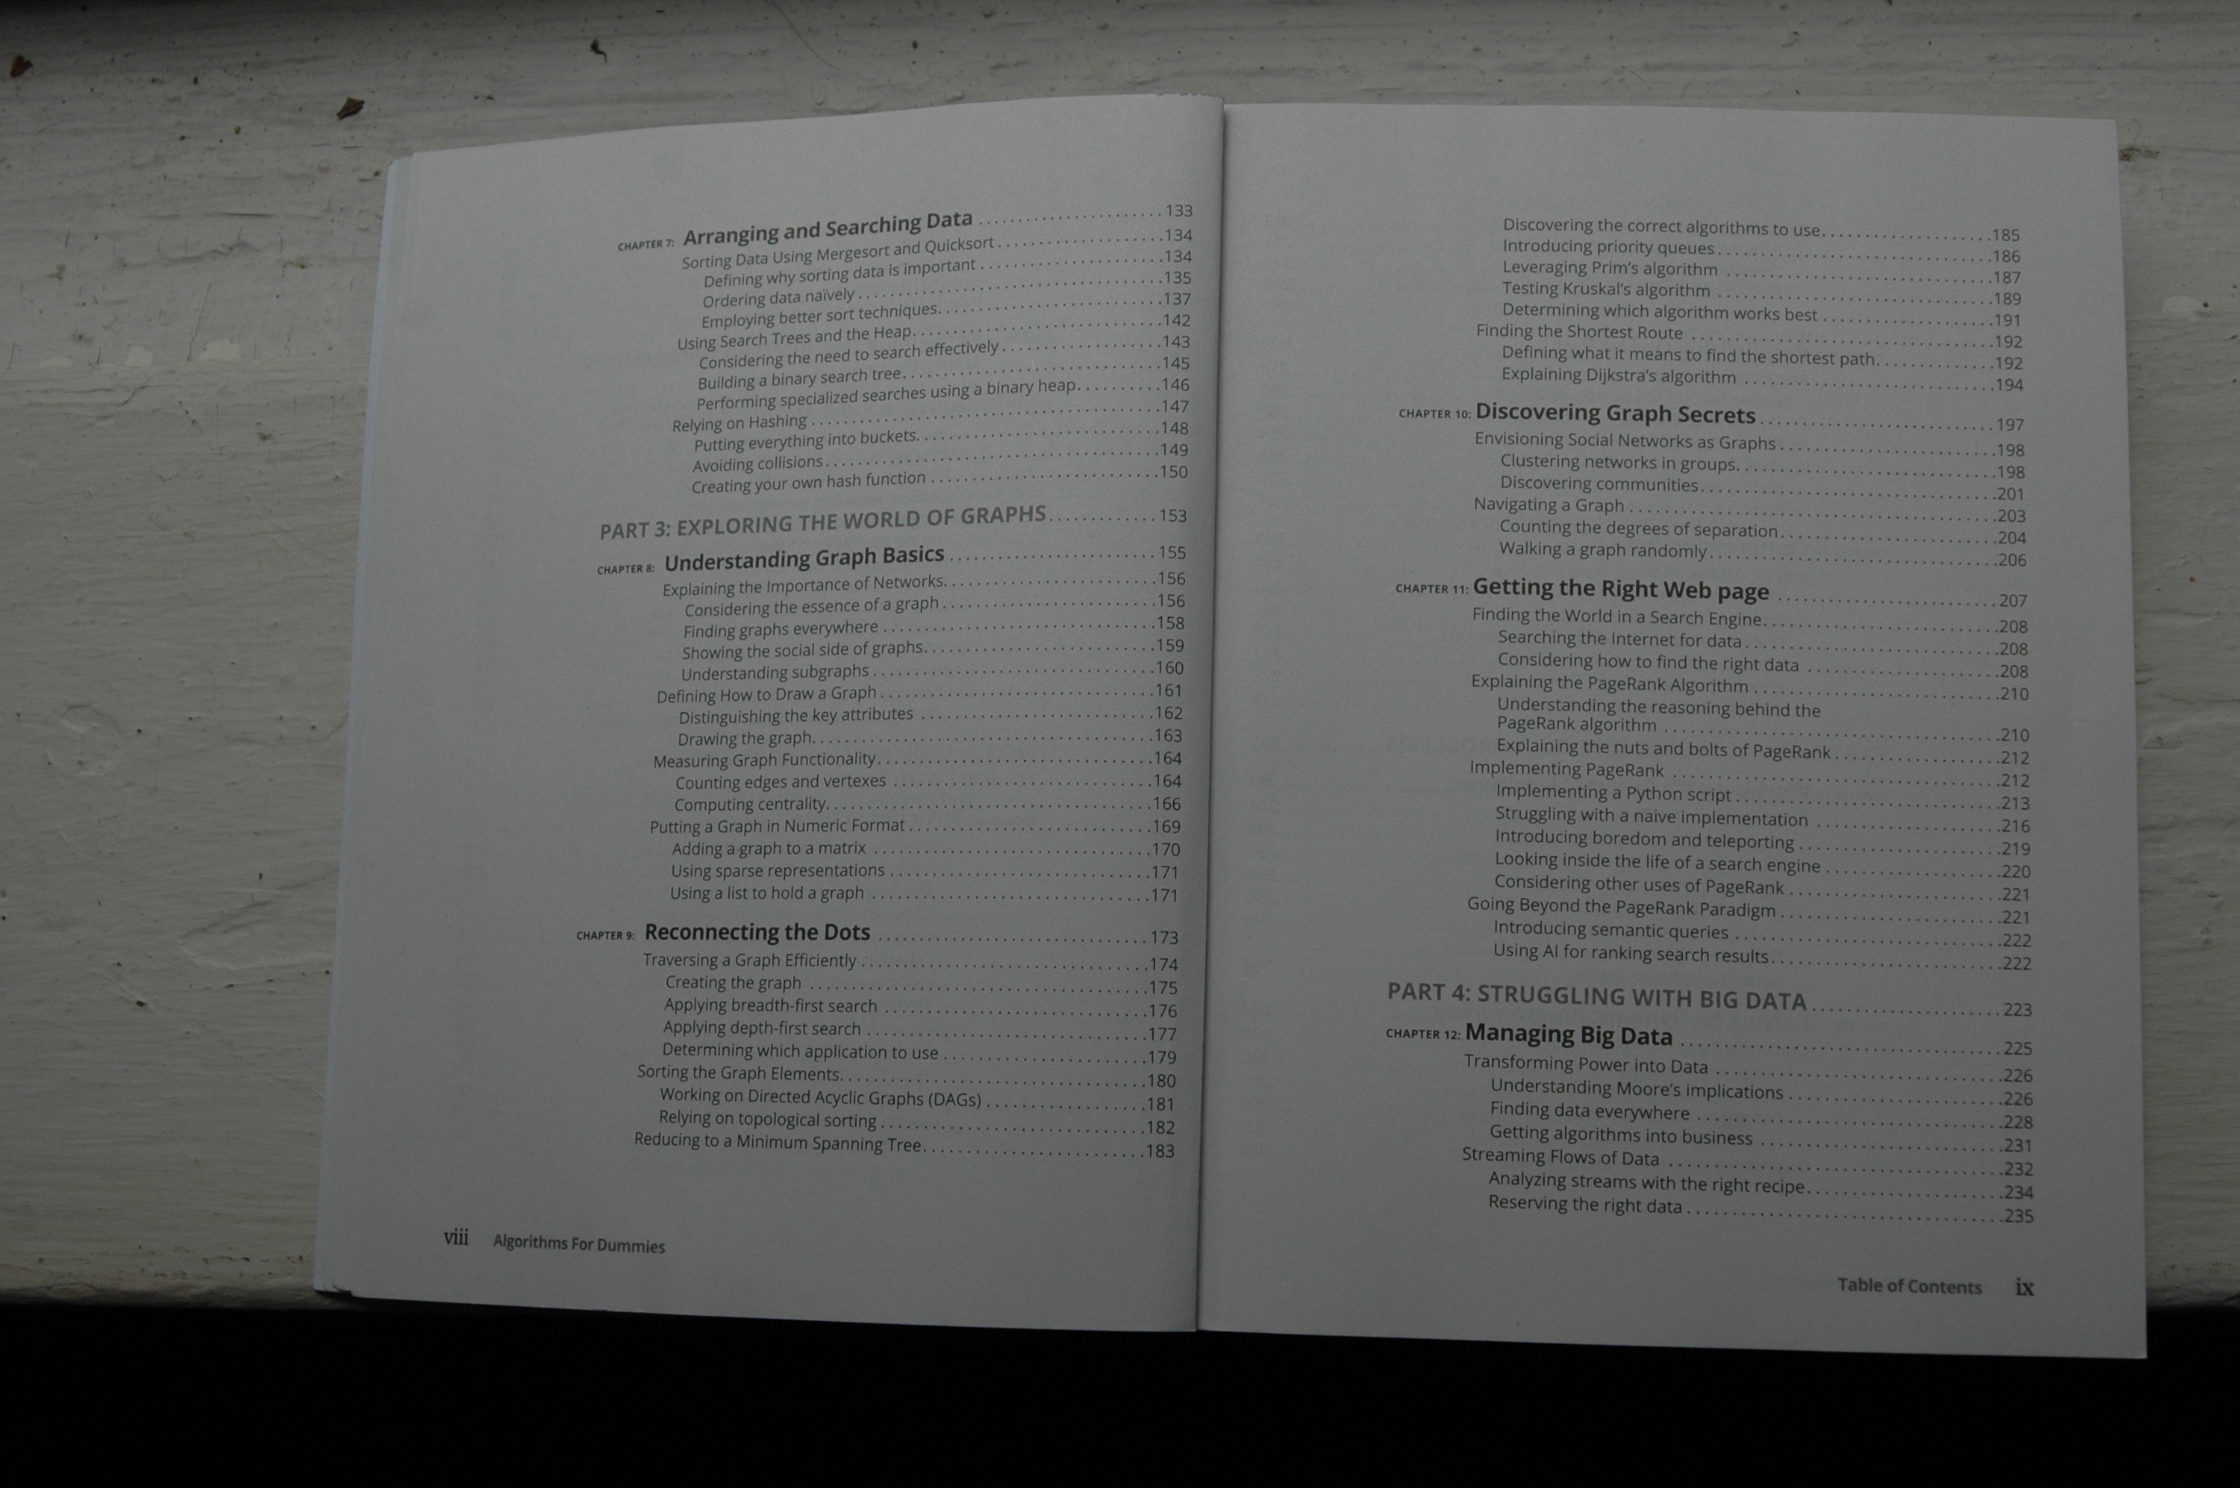 CHAPTER 7: Arranging and Searching Data ........................ 133
Sorting Data Using Mergesort and Quicksort ........................ 134
Defining why sorting data is important ........................ 134
Ordering data naïvely ........................ 135
Employing better sort techniques ........................ 137
Using Search Trees and the Heap ........................ 142
Considering the need to search effectively ........................ 143
Building a binary search tree ........................ 145
Performing specialized searches using a binary heap ........................ 146
Relying on Hashing ........................ 147
Putting everything into buckets ........................ 148
Avoiding collisions ........................ 149
Creating your own hash function ........................ 150
PART 3: EXPLORING THE WORLD OF GRAPHS ........................ 153
CHAPTER 8: Understanding Graph Basics ........................ 155
Explaining the Importance of Networks ........................ 156
Considering the essence of a graph ........................ 156
Finding graphs everywhere ........................ 158
Showing the social side of graphs ........................ 159
Understanding subgraphs ........................ 160
Defining How to Draw a Graph ........................ 161
Distinguishing the key attributes ........................ 162
Drawing the graph ........................ 163
Measuring Graph Functionality ........................ 164
Counting edges and vertexes ........................ 164
Computing centrality ........................ 166
Putting a Graph in Numeric Format ........................ 169
Adding a graph to a matrix ........................ 170
Using sparse representations ........................ 171
Using a list to hold a graph ........................ 171
CHAPTER 9: Reconnecting the Dots ........................ 173
Traversing a Graph Efficiently ........................ 174
Creating the graph ........................ 175
Applying breadth-first search ........................ 176
Applying depth-first search ........................ 177
Determining which application to use ........................ 179
Sorting the Graph Elements ........................ 180
Working on Directed Acyclic Graphs (DAGs) ........................ 181
Relying on topological sorting ........................ 182
Reducing to a Minimum Spanning Tree ........................ 183
viii Algorithms For Dummies
Discovering the correct algorithms to use ........................ 185
Introducing priority queues ........................ 186
Leveraging Prim's algorithm ........................ 187
Testing Kruskal's algorithm ........................ 189
Determining which algorithm works best ........................ 191
Finding the Shortest Route ........................ 192
Defining what it means to find the shortest path ........................ 192
Explaining Dijkstra's algorithm ........................ 194
CHAPTER 10: Discovering Graph Secrets ........................ 197
Envisioning Social Networks as Graphs ........................ 198
Clustering networks in groups ........................ 198
Discovering communities ........................ 201
Navigating a Graph ........................ 203
Counting the degrees of separation ........................ 204
Walking a graph randomly ........................ 206
CHAPTER 11: Getting the Right Web page ........................ 207
Finding the World in a Search Engine ........................ 208
Searching the Internet for data ........................ 208
Considering how to find the right data ........................ 208
Explaining the PageRank Algorithm ........................ 210
Understanding the reasoning behind the
PageRank algorithm ........................ 210
Explaining the nuts and bolts of PageRank ........................ 212
Implementing PageRank ........................ 212
Implementing a Python script ........................ 213
Struggling with a naive implementation ........................ 216
Introducing boredom and teleporting ........................ 219
Looking inside the life of a search engine ........................ 220
Considering other uses of PageRank ........................ 221
Going Beyond the PageRank Paradigm ........................ 221
Introducing semantic queries ........................ 222
Using AI for ranking search results ........................ 222
PART 4: STRUGGLING WITH BIG DATA ........................ 223
CHAPTER 12: Managing Big Data ........................ 225
Transforming Power into Data ........................ 226
Understanding Moore's implications ........................ 226
Finding data everywhere ........................ 228
Getting algorithms into business ........................ 231
Streaming Flows of Data ........................ 232
Analyzing streams with the right recipe ........................ 234
Reserving the right data ........................ 235
Table of Contents ix